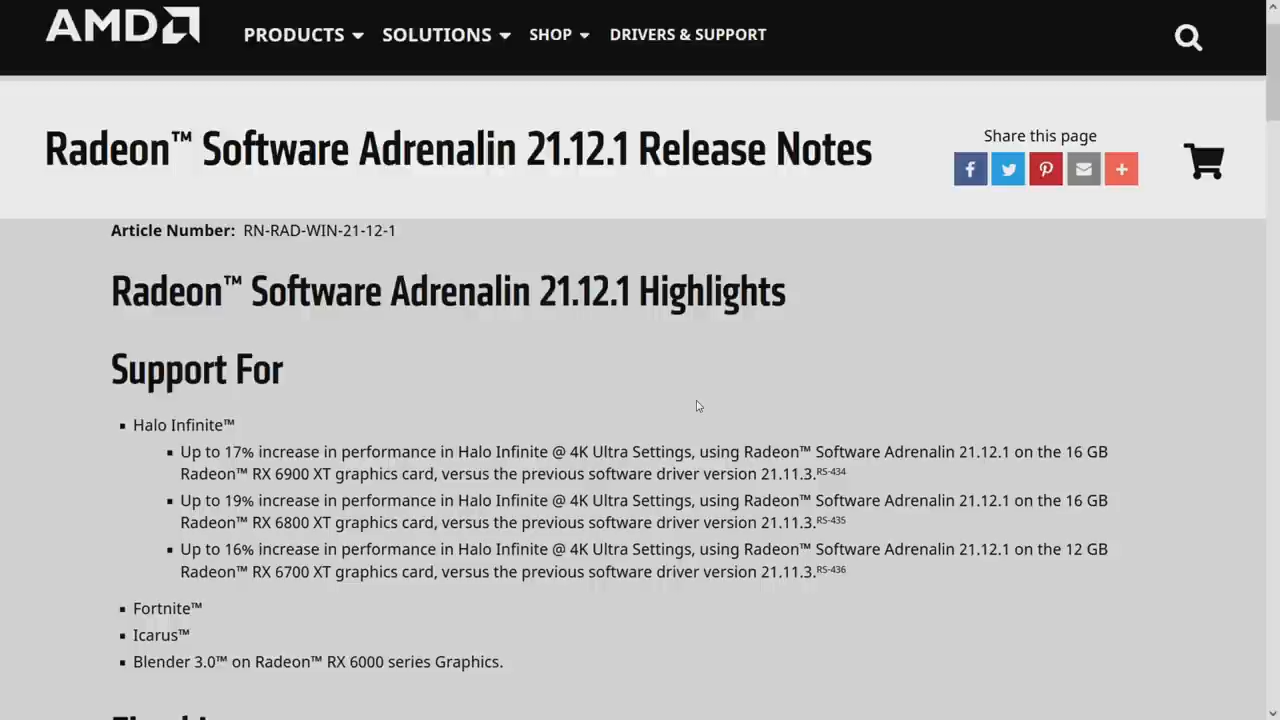 AMD
PRODUCTS SOLUTIONS SHOP DRIVERS & SUPPORT
Radeon™ Software Adrenalin 21.12.1 Release Notes
Share this page
Article Number: RN-RAD-WIN-21-12-1
Radeon™ Software Adrenalin 21.12.1 Highlights
Support For
Halo Infinite™
Up to 17% increase in performance in Halo Infinite @ 4K Ultra Settings, using Radeon™ Software Adrenalin 21.12.1 on the 16 GB
Radeon™ RX 6900 XT graphics card, versus the previous software driver version 21.11.3.RS-434
Up to 19% increase in performance in Halo Infinite @ 4K Ultra Settings, using Radeon™ Software Adrenalin 21.12.1 on the 16 GB
Radeon™ RX 6800 XT graphics card, versus the previous software driver version 21.11.3.RS-435
Up to 16% increase in performance in Halo Infinite @ 4K Ultra Settings, using Radeon™ Software Adrenalin 21.12.1 on the 12 GB
Radeon™ RX 6700 XT graphics card, versus the previous software driver version 21.11.3.RS-436
Fortnite™
Icarus™
Blender 3.0™ on Radeon™ RX 6000 series Graphics.